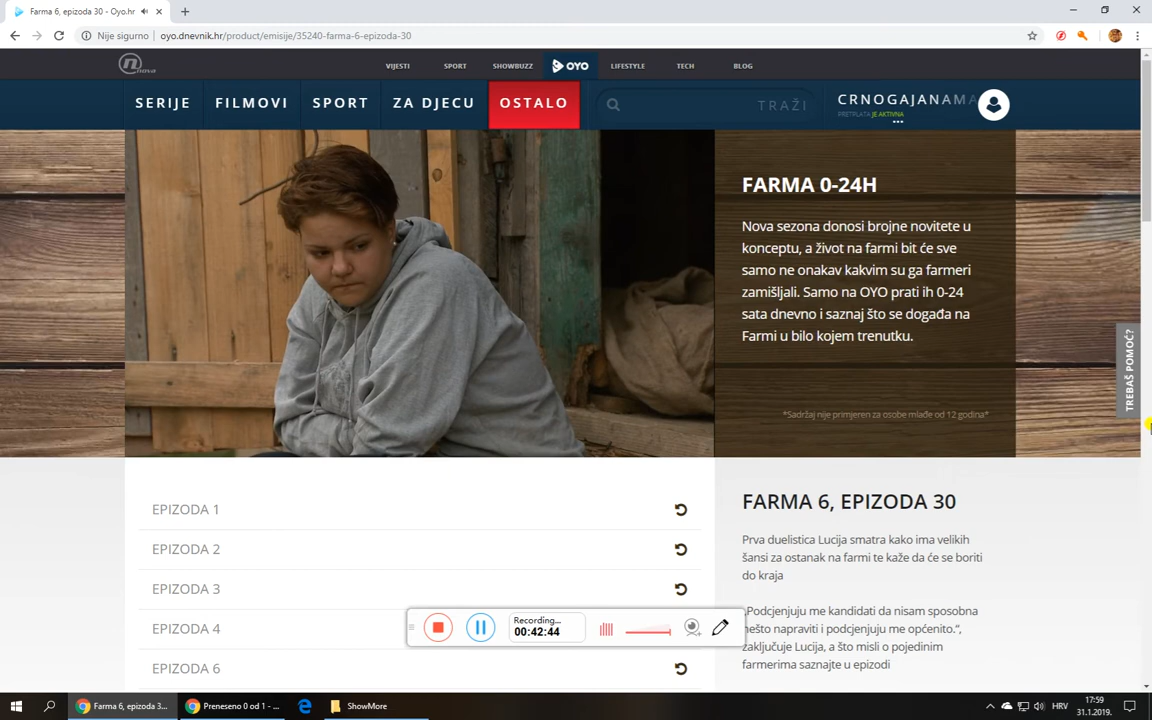 Farma 6, epizoda 30 - Oyo.hr
Nije sigurno
oyo.dnevnik.hr/product/emisije/35240-farma-6-epizoda-30
nova
VIJESTI
SPORT
SHOWBUZZ
OYO
LIFESTYLE
TECH
BLOG
SERIJE
FILMOVI
SPORT
ZA DJECU
OSTALO
TRAŽI
CRNOGAJANAMA
PRETPLATA JE AKTIVNA
FARMA 0-24H
Nova sezona donosi brojne novitete u
konceptu, a život na farmi bit će sve
samo ne onakav kakvim su ga farmeri
zamišljali. Samo na OYO prati ih 0-24
sata dnevno i saznaj što se događa na
Farmi u bilo kojem trenutku.
*Sadržaj nije primjeren za osobe mlađe od 12 godina*
TREBAŠ POMOĆ?
EPIZODA 1
EPIZODA 2
EPIZODA 3
EPIZODA 4
EPIZODA 6
FARMA 6, EPIZODA 30
Prva duelistica Lucija smatra kako ima velikih
šansi za ostanak na farmi te kaže da će se boriti
do kraja
„Podcjenjuju me kandidati da nisam sposobna
nešto napraviti i podcjenjuju me općenito.“,
zaključuje Lucija, a što misli o pojedinim
farmerima saznajte u epizodi
Recording...
00:42:44
Farma 6, epizoda 3...
Preneseno 0 od 1 - ...
ShowMore
HRV
17:59
31.1.2019.